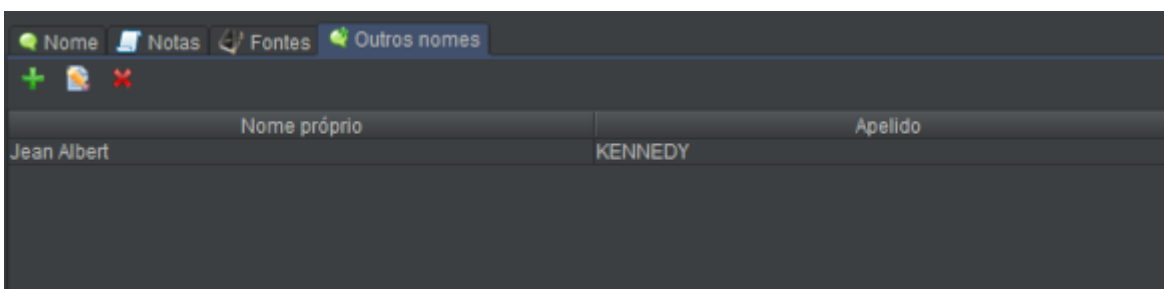 Nome Notas Fontes Outros nomes
Nome próprio Apelido
Jean Albert KENNEDY